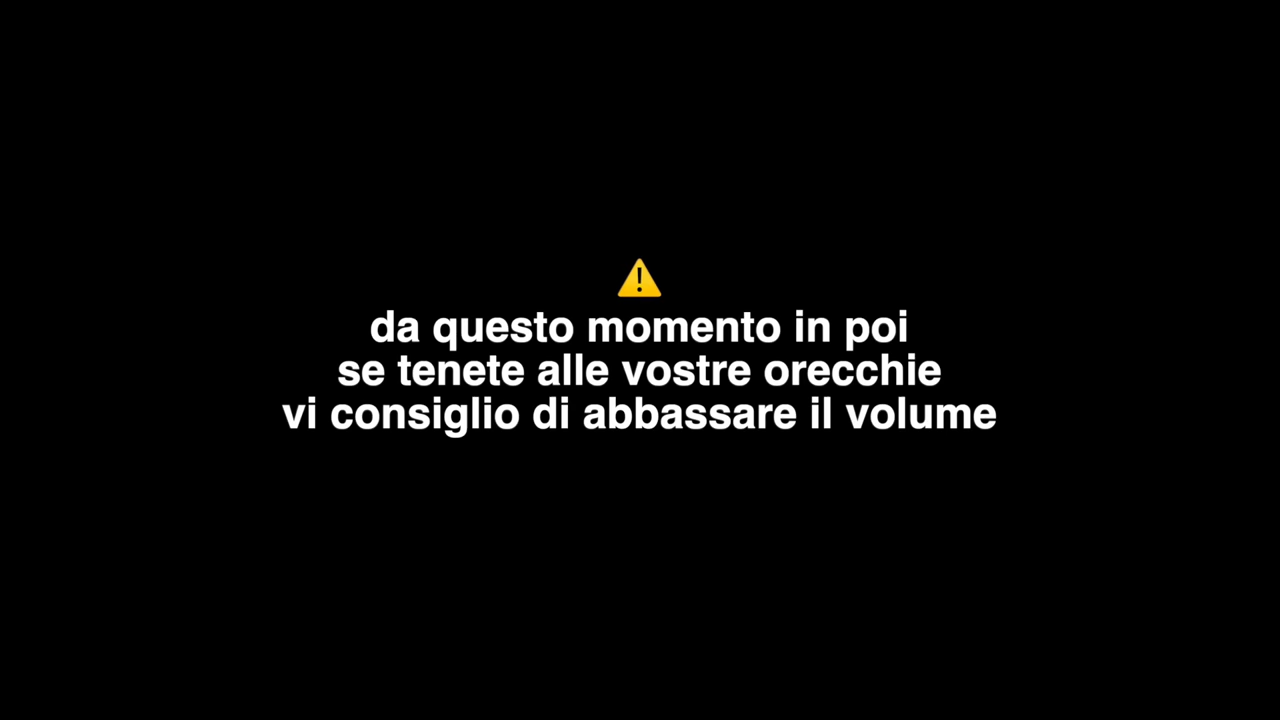 ⚠️
da questo momento in poi
se tenete alle vostre orecchie
vi consiglio di abbassare il volume